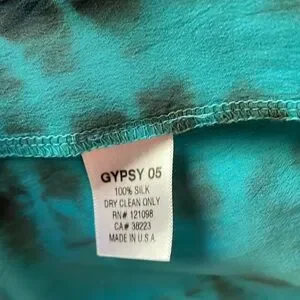 GYPSY 05
100% SILK
DRY CLEAN ONLY
RN# 121098
CA# 38223
MADE IN U.S.A.